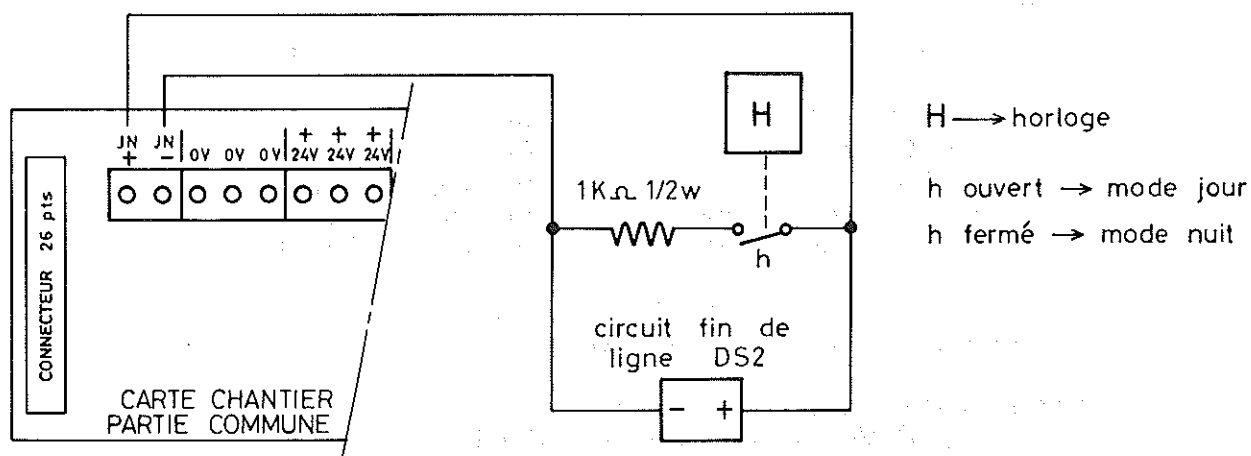 JN JN + + +
+ - 0V 0V 0V 24V 24V 24V
CONNECTEUR 26 pts
CARTE CHANTIER
PARTIE COMMUNE
H
1KΩ 1/2w
h
circuit fin de
ligne DS2
- +
H → horloge
h ouvert → mode jour
h fermé → mode nuit